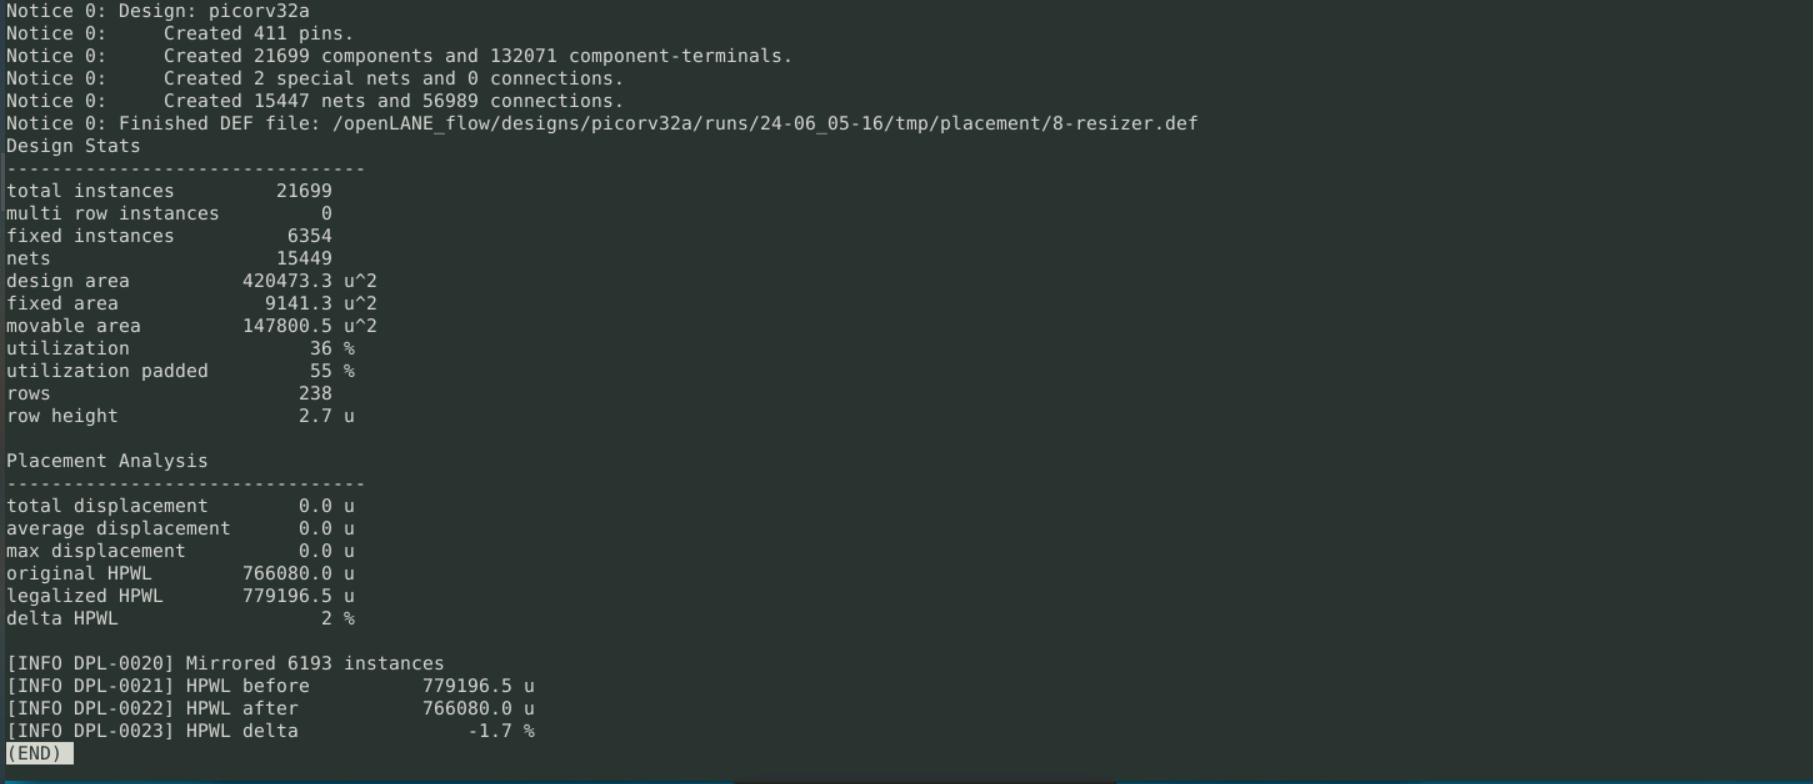 Notice 0: Design: picorv32a
Notice 0:     Created 411 pins.
Notice 0:     Created 21699 components and 132071 component-terminals.
Notice 0:     Created 2 special nets and 0 connections.
Notice 0:     Created 15447 nets and 56989 connections.
Notice 0: Finished DEF file: /openLANE_flow/designs/picorv32a/runs/24-06_05-16/tmp/placement/8-resizer.def
Design Stats
--------------------------------
total instances         21699
multi row instances         0
fixed instances          6354
nets                    15449
design area          420473.3 u^2
fixed area             9141.3 u^2
movable area         147800.5 u^2
utilization                36 %
utilization padded         55 %
rows                      238
row height                2.7 u

Placement Analysis
--------------------------------
total displacement        0.0 u
average displacement      0.0 u
max displacement          0.0 u
original HPWL        766080.0 u
legalized HPWL       779196.5 u
delta HPWL                  2 %

[INFO DPL-0020] Mirrored 6193 instances
[INFO DPL-0021] HPWL before          779196.5 u
[INFO DPL-0022] HPWL after           766080.0 u
[INFO DPL-0023] HPWL delta               -1.7 %
(END)